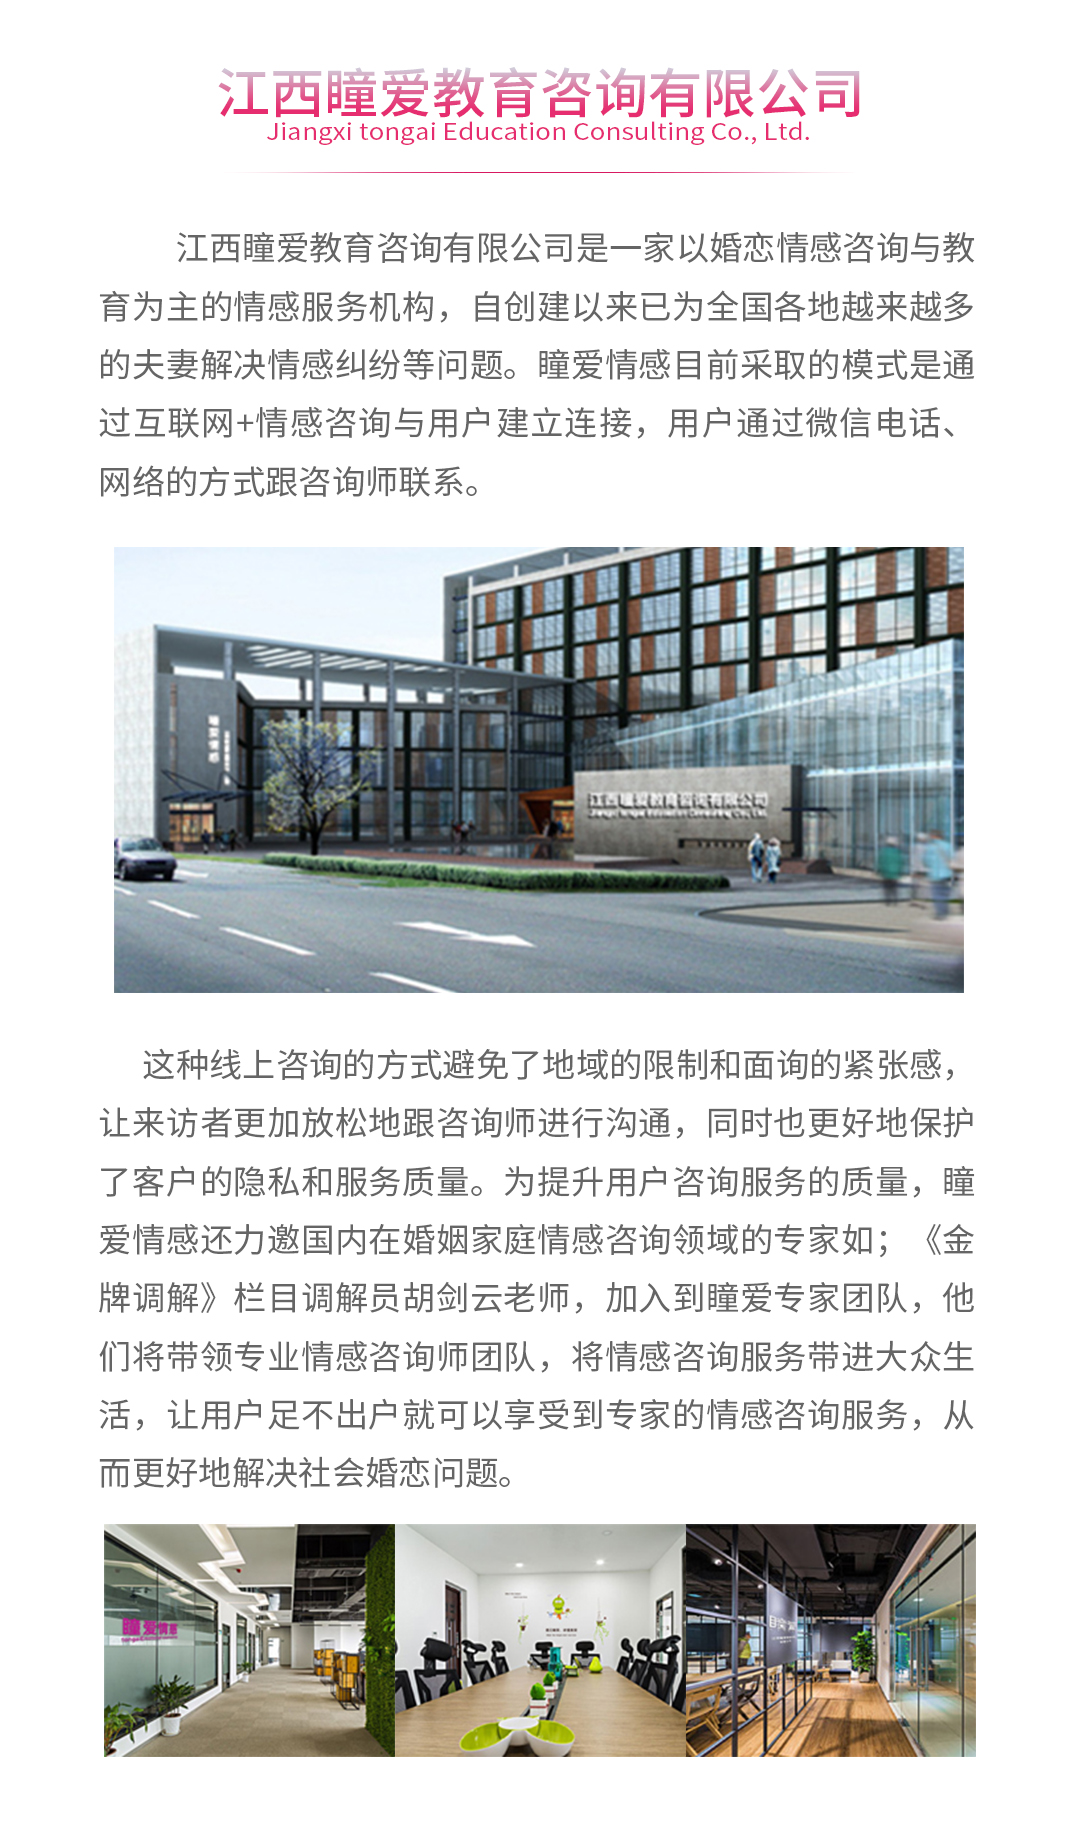 江西瞳爱教育咨询有限公司
Jiangxi tongai Education Consulting Co., Ltd.
江西瞳爱教育咨询有限公司是一家以婚恋情感咨询与教
育为主的情感服务机构，自创建以来已为全国各地越来越多
的夫妻解决情感纠纷等问题。瞳爱情感目前采取的模式是通
过互联网+情感咨询与用户建立连接，用户通过微信电话、
网络的方式跟咨询师联系。
瞳爱情感
江西瞳爱教育咨询有限公司
Jiangxi tongai Education Consulting Co., Ltd.
这种线上咨询的方式避免了地域的限制和面询的紧张感，
让来访者更加放松地跟咨询师进行沟通，同时也更好地保护
了客户的隐私和服务质量。为提升用户咨询服务的质量，瞳
爱情感还力邀国内在婚姻家庭情感咨询领域的专家如；《金
牌调解》栏目调解员胡剑云老师，加入到瞳爱专家团队，他
们将带领专业情感咨询师团队，将情感咨询服务带进大众生
活，让用户足不出户就可以享受到专家的情感咨询服务，从
而更好地解决社会婚恋问题。
瞳爱情感